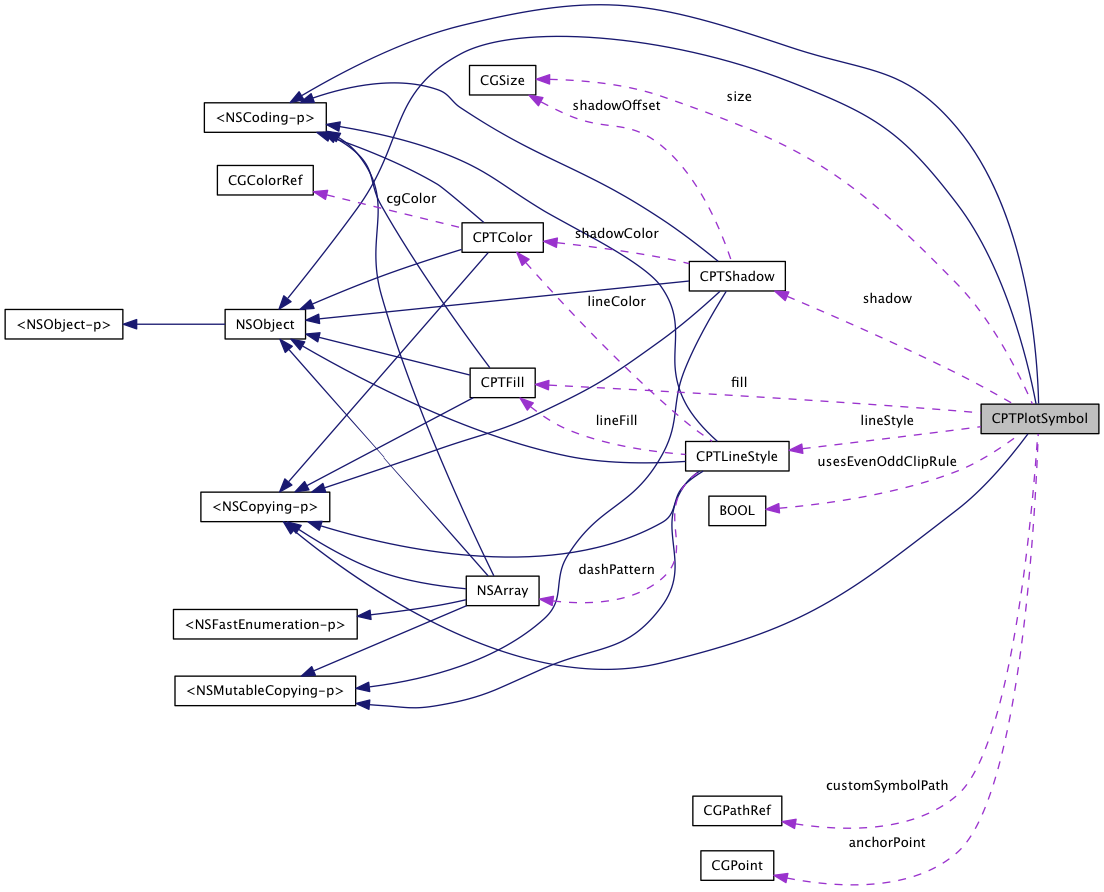 CGSize
size
shadowOffset
<NSCoding-p>
CGColorRef
cgColor
CPTColor
shadowColor
CPTShadow
lineColor
shadow
<NSObject-p>
NSObject
CPTFill
fill
CPTPlotSymbol
lineFill
lineStyle
CPTLineStyle
usesEvenOddClipRule
<NSCopying-p>
BOOL
dashPattern
NSArray
<NSFastEnumeration-p>
<NSMutableCopying-p>
customSymbolPath
CGPathRef
anchorPoint
CGPoint